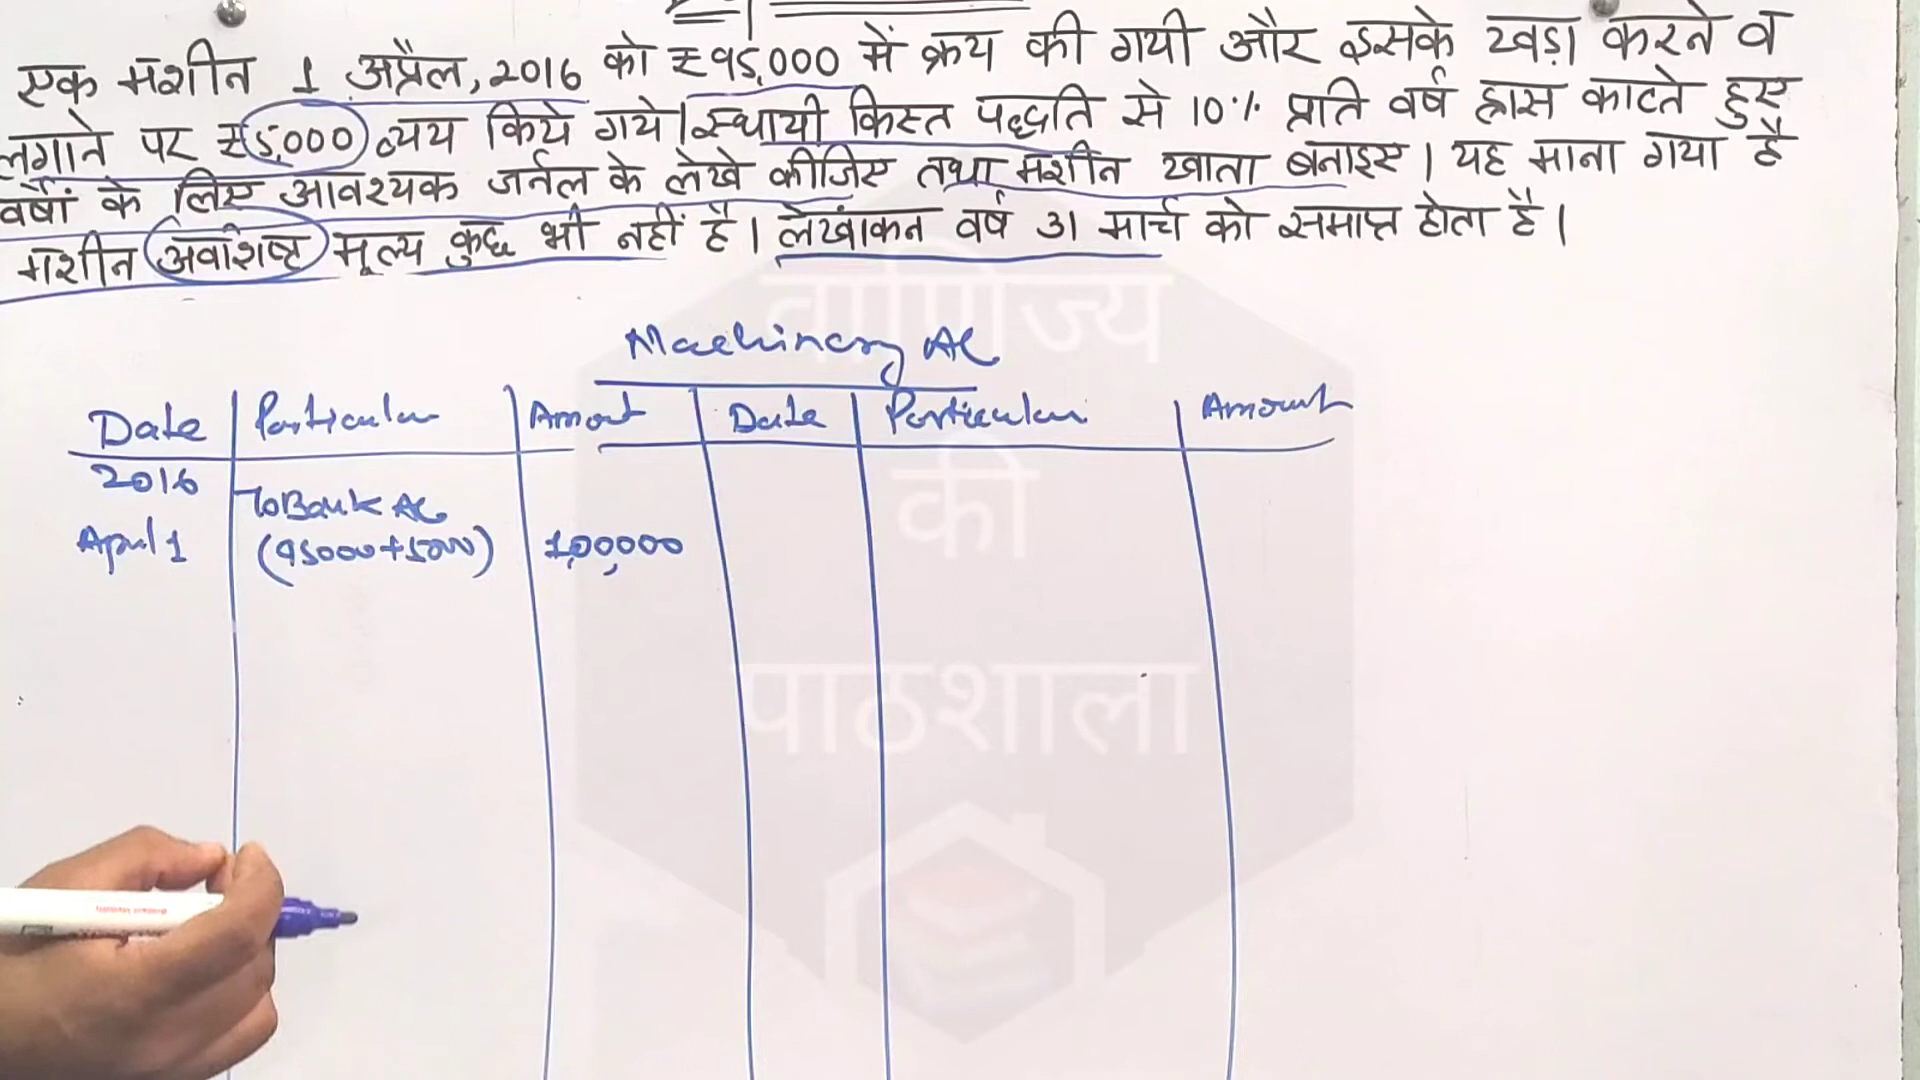 एक मशीन 1 अप्रैल, 2016 को ₹95,000 में क्रय की गयी और इसके खड़ा करने व
लगाने पर ₹5,000 व्यय किये गये। स्थायी किस्त पद्धति से 10% प्रति वर्ष ह्रास काटते हुए
वर्षों के लिए आवश्यक जर्नल के लेखे कीजिए तथा मशीन खाता बनाइए। यह माना गया है
मशीन अवशिष्ट मूल्य कुछ भी नहीं है। लेखांकन वर्ष 31 मार्च को समाप्त होता है।
Machinery A/c
Date Particular Amout Date Particular Amount
2016 To Bank A/c
April 1 (95000+5000) 1,00,000
वाणिज्य
की
पाठशाला